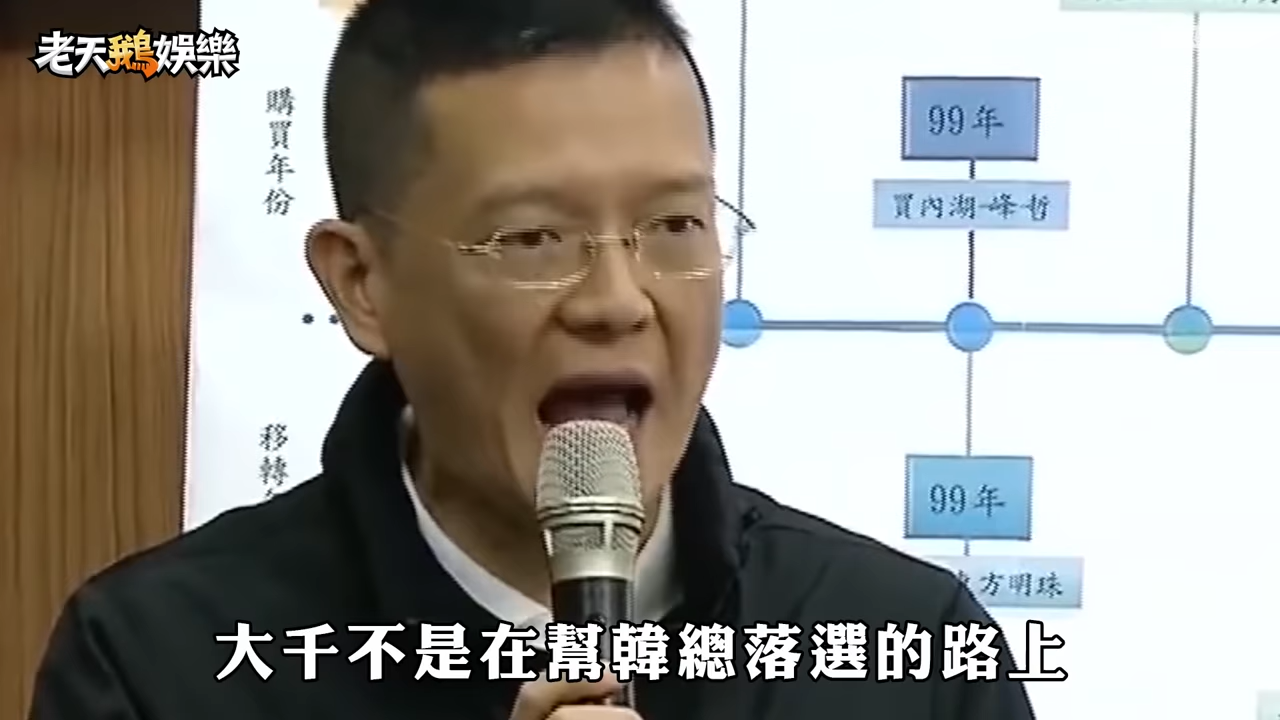 老天鵝娛樂
購買年份
99年
買內湖-峰哲
移轉
99年
東方明珠
大千不是在幫韓總落選的路上